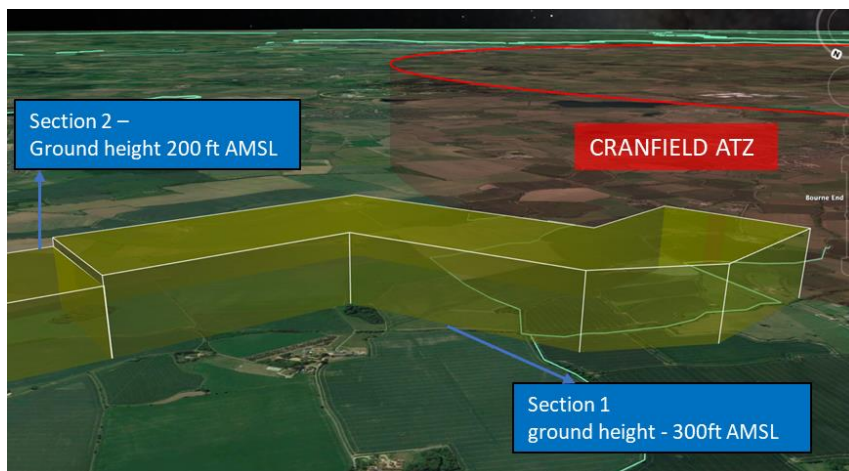 Section 2 –
Ground height 200 ft AMSL
CRANFIELD ATZ
Bourne End
Section 1
ground height - 300ft AMSL
N